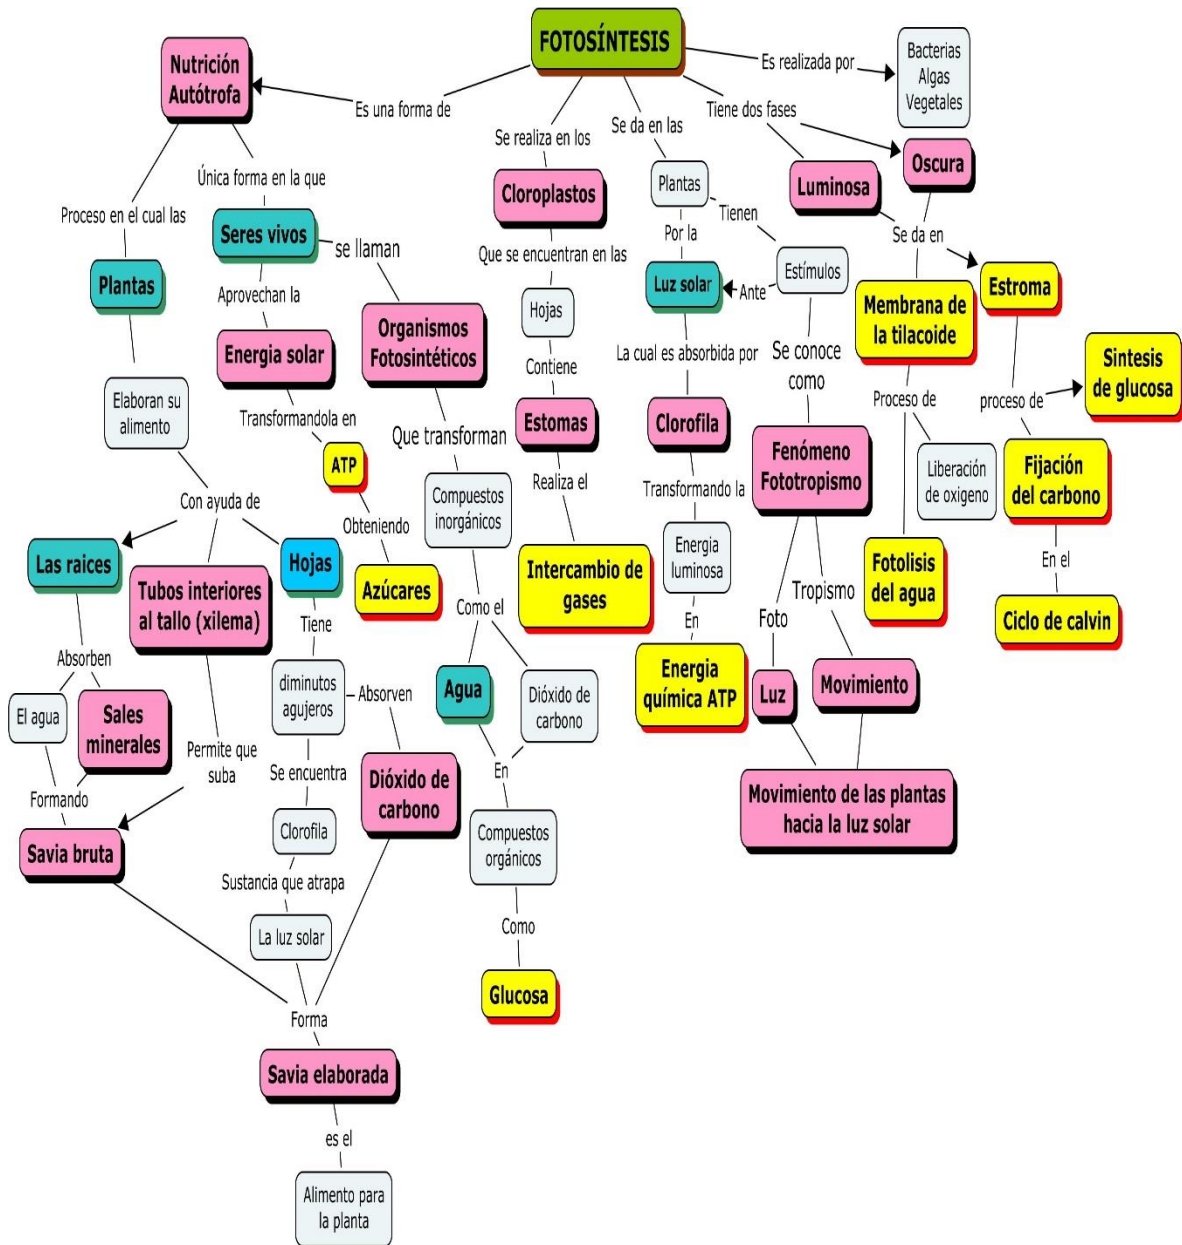 FOTOSÍNTESIS
Es realizada por
Bacterias
Algas
Vegetales
Nutrición
Autótrofa
Es una forma de
Se realiza en los
Se da en las
Tiene dos fases
Única forma en la que
Proceso en el cual las
Cloroplastos
Plantas
Luminosa
Oscura
Seres vivos
se llaman
Plantas
Aprovechan la
Que se encuentran en las
Por la
Tienen
Se da en
Luz solar
Ante
Estímulos
Membrana de
la tilacoide
Estroma
Energia solar
Organismos
Fotosintéticos
Hojas
Contiene
La cual es absorbida por
Se conoce
como
Sintesis
de glucosa
Elaboran su
alimento
Transformandola en
Que transforman
Estomas
Clorofila
Proceso de
proceso de
ATP
Fenómeno
Fototropismo
Liberación
de oxigeno
Fijación
del carbono
Con ayuda de
Obteniendo
Compuestos
inorgánicos
Realiza el
Transformando la
Las raices
Tubos interiores
al tallo (xilema)
Hojas
Azúcares
Intercambio de
gases
Energia
luminosa
Fotolisis
del agua
En el
Ciclo de calvin
Como el
Tiene
En
Foto
Tropismo
Absorben
diminutos
agujeros
Absorven
Agua
Dióxido de
carbono
Energia
química ATP
Luz
Movimiento
El agua
Sales
minerales
Permite que
suba
Se encuentra
Dióxido de
carbono
En
Movimiento de las plantas
hacia la luz solar
Formando
Savia bruta
Clorofila
Compuestos
orgánicos
Sustancia que atrapa
La luz solar
Como
Glucosa
Forma
Savia elaborada
es el
Alimento para
la planta